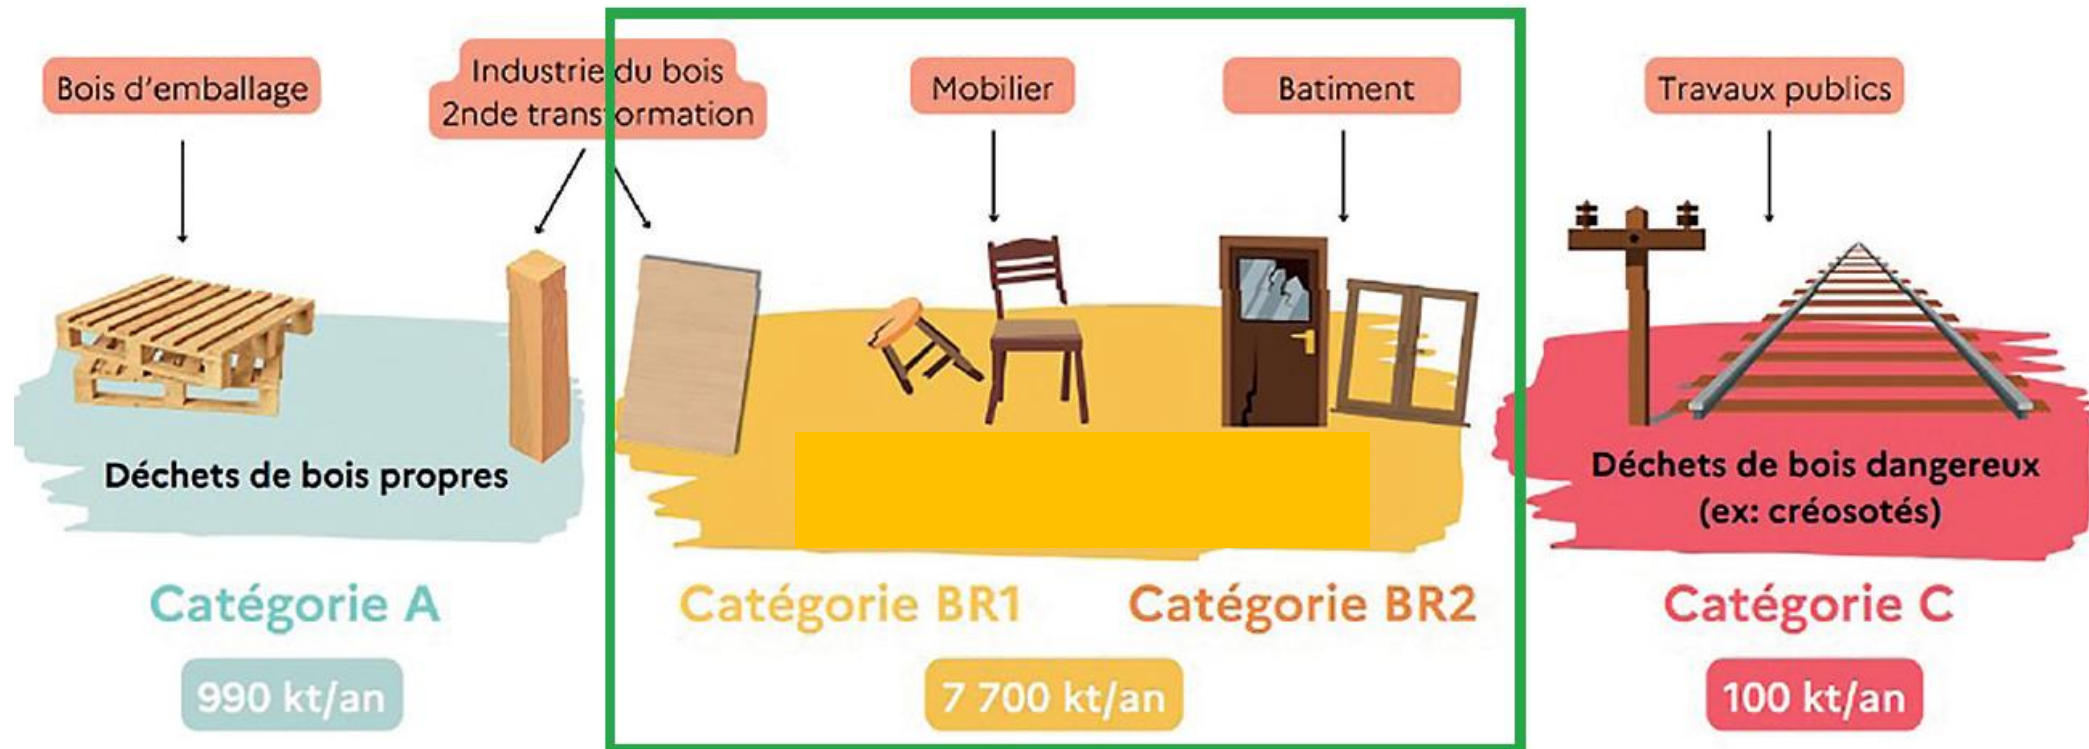 Bois d'emballage
Industrie du bois
2nde transformation
Mobilier
Batiment
Travaux publics
Déchets de bois propres
Déchets de bois dangereux
(ex: créosotés)
Catégorie A
Catégorie BR1
Catégorie BR2
Catégorie C
990 kt/an
7 700 kt/an
100 kt/an